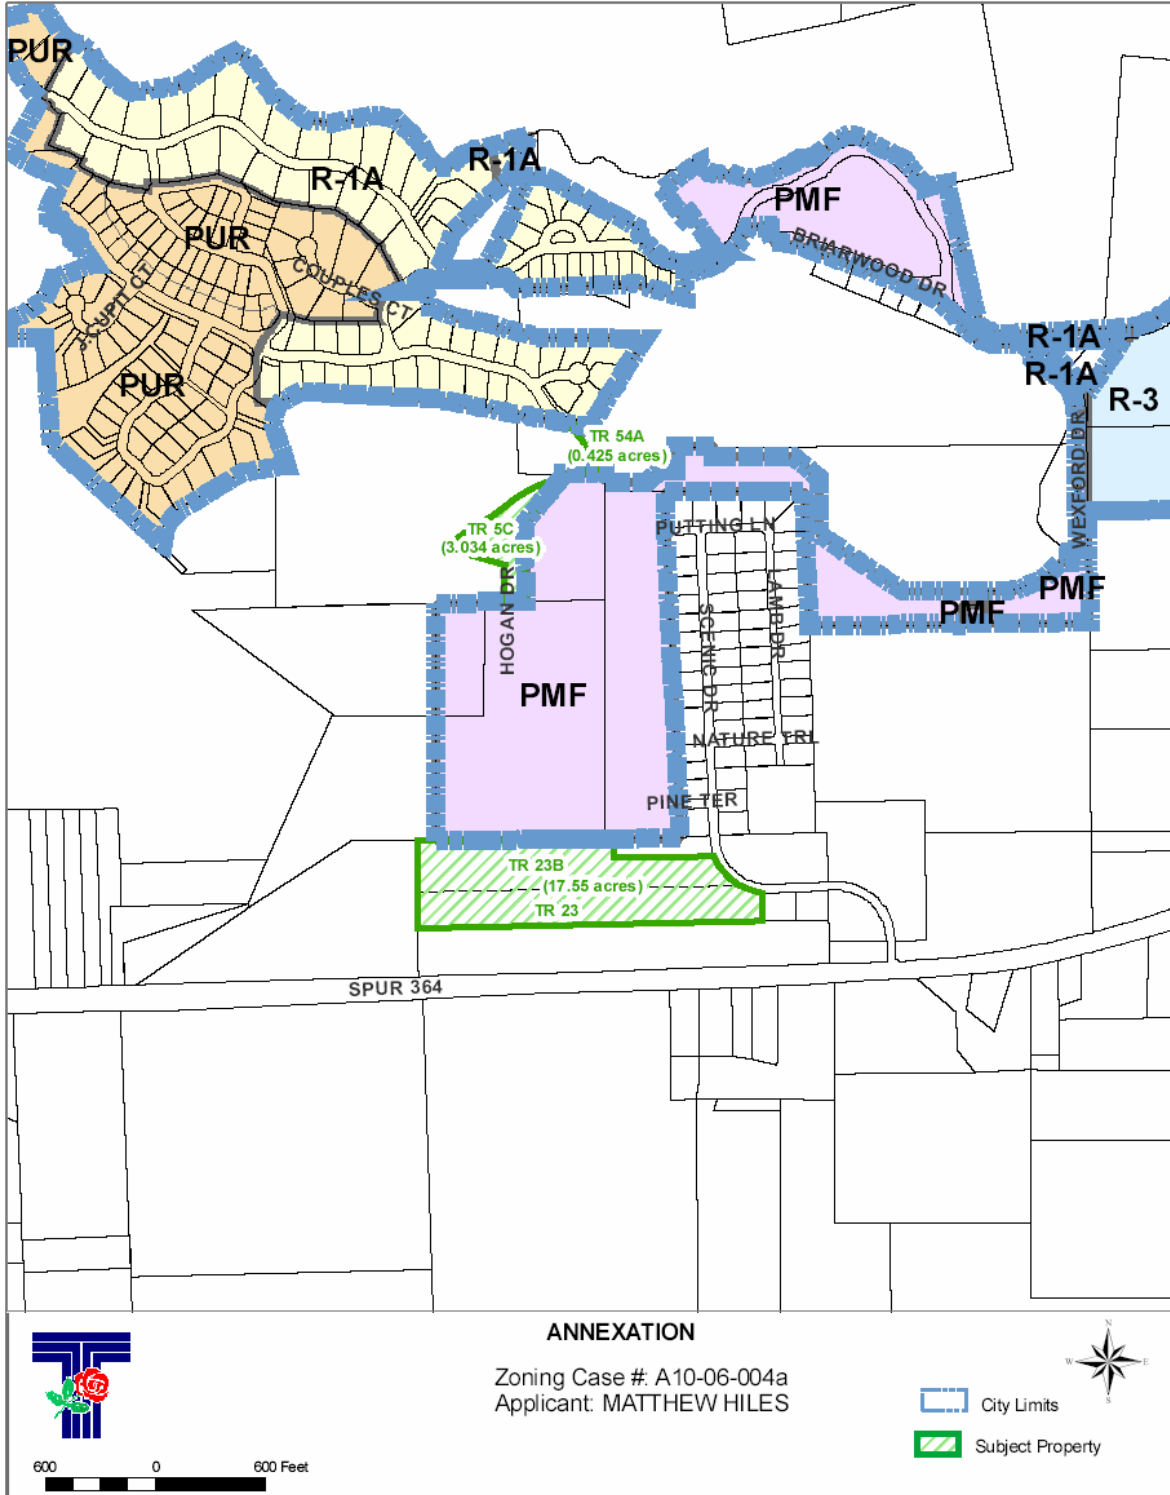 PUR
R-1A
R-1A
PMF
PUR
BRIARWOOD DR
COUPLES CT
J.CUPIT CT
R-1A
R-1A
PUR
R-3
TR 54A
(0.425 acres)
WEXFORD DR
TR 5C
(3.034 acres)
PUTTING LN
HOGAN DR
SCENIC DR
LAMB DR
PMF
PMF
PMF
NATURE TRL
PINE TER
TR 23B
(17.55 acres)
TR 23
SPUR 364
ANNEXATION
Zoning Case #: A10-06-004a
Applicant: MATTHEW HILES
N
W
E
S
City Limits
Subject Property
600 0 600 Feet